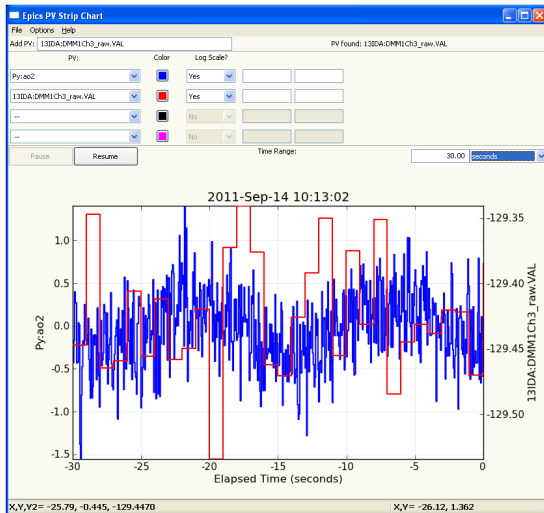 Epics PV Strip Chart
File Options Help
Add PV: 13IDA:DMM1Ch3_raw.VAL PV found: 13IDA:DMM1Ch3_raw.VAL
PV: Color Log Scale?
Py:ao2 Yes
13IDA:DMM1Ch3_raw.VAL Yes
-- No
-- No
Pause Resume Time Range: 30.00 seconds
2011-Sep-14 10:13:02
1.0
0.5
0.0
-0.5
-1.0
-1.5
Py:ao2
-129.35
-129.40
-129.45
-129.50
13IDA:DMM1Ch3_raw.VAL
-30 -25 -20 -15 -10 -5 0
Elapsed Time (seconds)
X,Y,Y2= -25.79, -0.445, -129.4470 X,Y= -26.12, 1.362